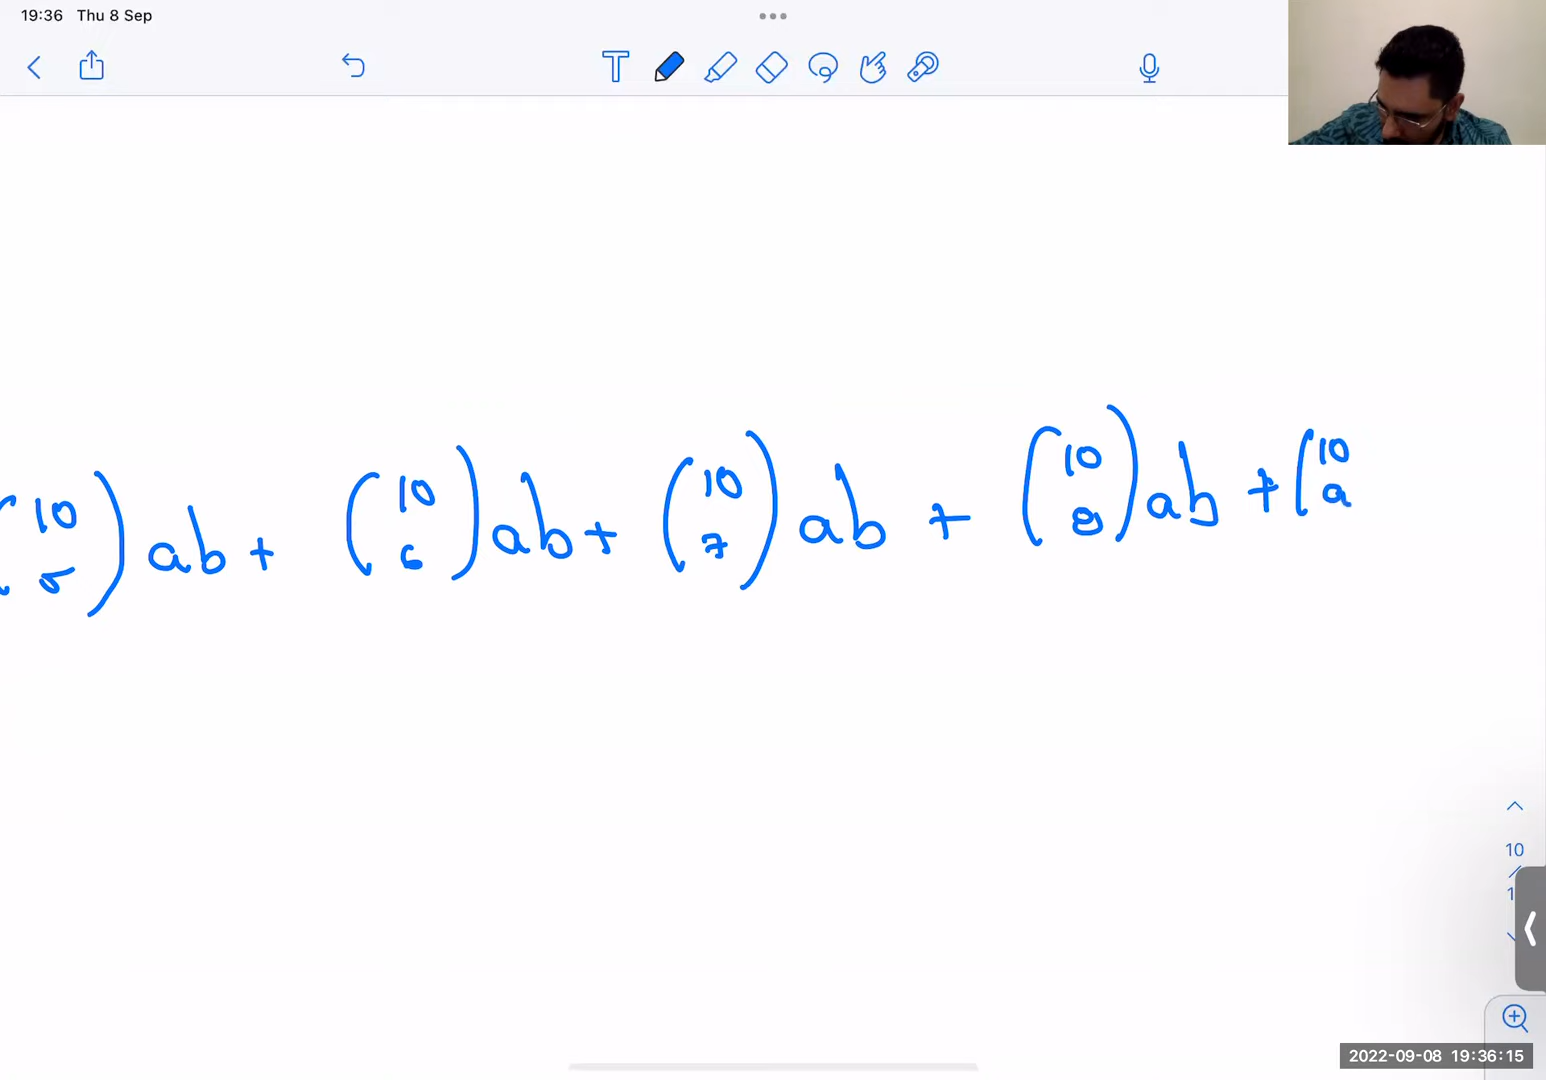 19:36 Thu 8 Sep
T
(10 5) ab + (10 6) ab + (10 7) ab + (10 8) ab + (10 9
10
2022-09-08 19:36:15